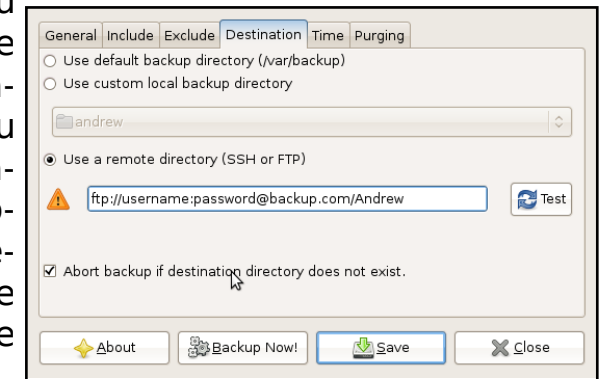 u
e
-
u
-
-
-
e
e
General Include Exclude Destination Time Purging
Use default backup directory (/var/backup)
Use custom local backup directory
andrew
Use a remote directory (SSH or FTP)
ftp://username:password@backup.com/Andrew
Test
Abort backup if destination directory does not exist.
About Backup Now! Save Close